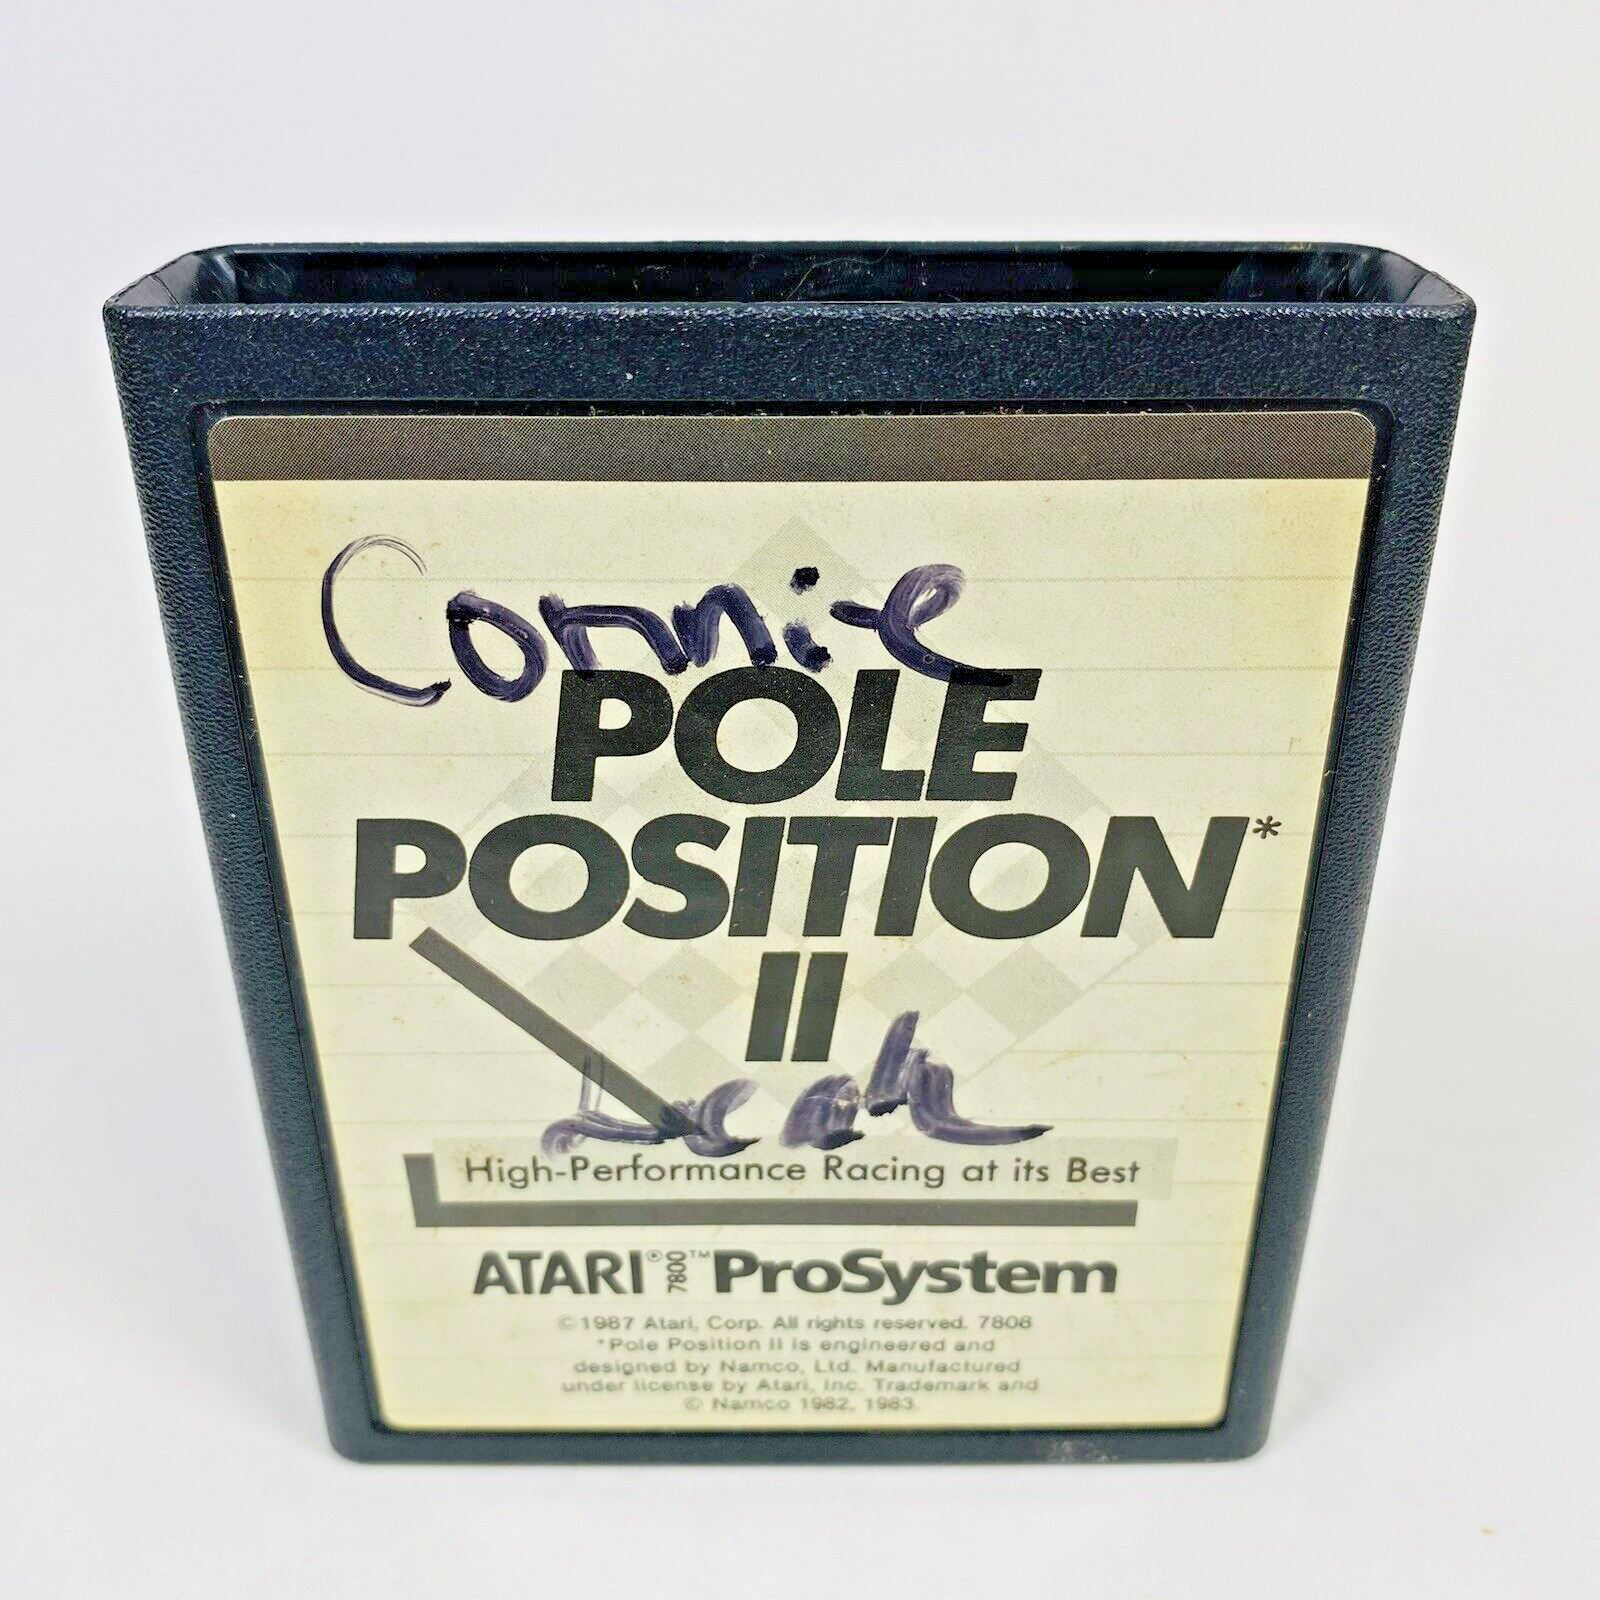 Connie
POLE
POSITION*
II
Leah
High-Performance Racing at its Best
ATARI® 7800™ ProSystem
©1987 Atari, Corp. All rights reserved. 7808
*Pole Position II is engineered and
designed by Namco, Ltd. Manufactured
under license by Atari, Inc. Trademark and
© Namco 1982, 1983.